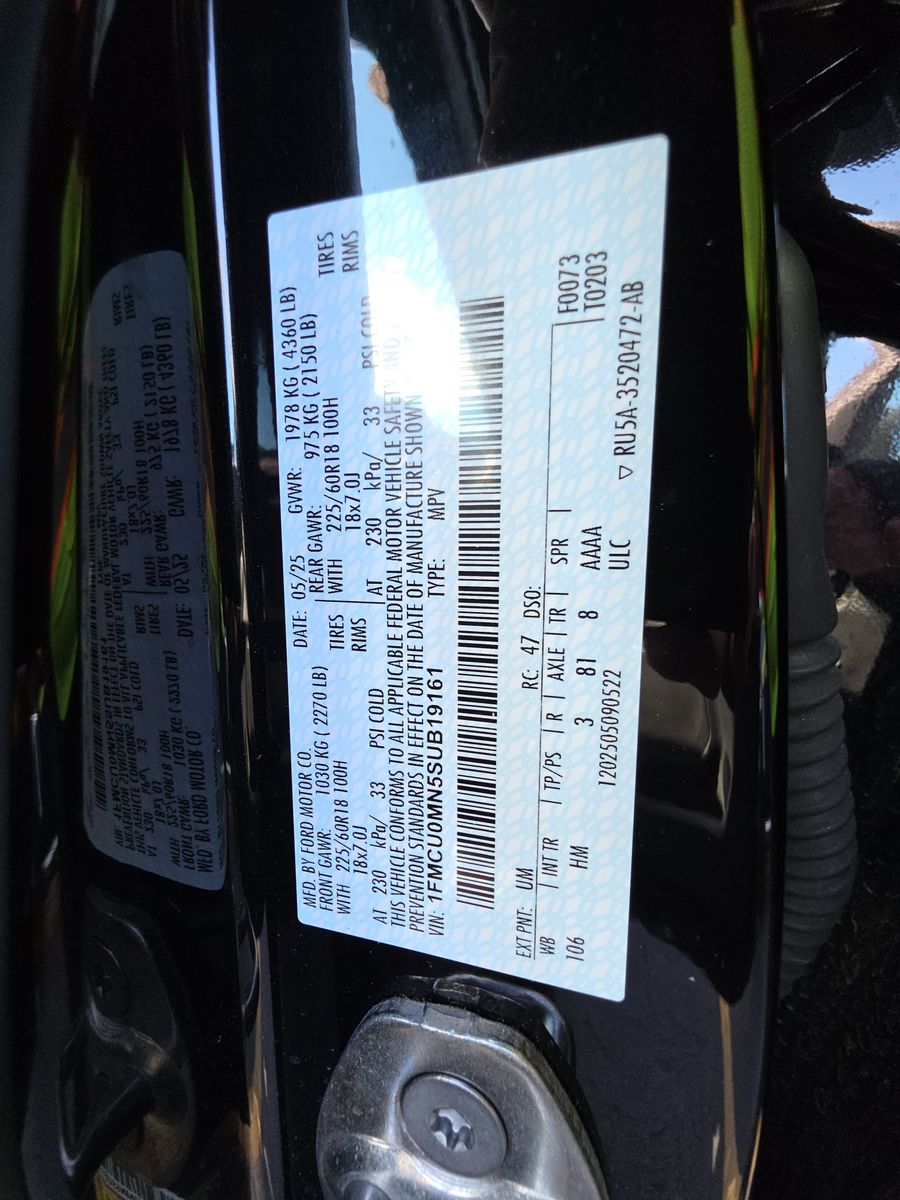 MFD. BY FORD MOTOR CO.
DATE: 05/25 GVWR: 1978 KG ( 4360 LB)
FRONT GAWR: 1030 KG ( 2270 LB) REAR GAWR: 975 KG ( 2150 LB)
WITH 225/60R18 100H TIRES WITH 225/60R18 100H TIRES
18x7.0J RIMS 18x7.0J RIMS
AT 230 kPa/ 33 PSI COLD AT 230 kPa/ 33 PSI COLD
THIS VEHICLE CONFORMS TO ALL APPLICABLE FEDERAL MOTOR VEHICLE SAFETY AND
PREVENTION STANDARDS IN EFFECT ON THE DATE OF MANUFACTURE SHOWN
VIN: 1FMCU0MN5SUB19161 TYPE: MPV
EXT PNT: UM RC: 47 DSO: F0073
WB INT TR TP/PS R AXLE TR SPR T0203
106 HM 3 81 8 AAAA
1202505090522 ULC ▽ RU5A-3520472-AB